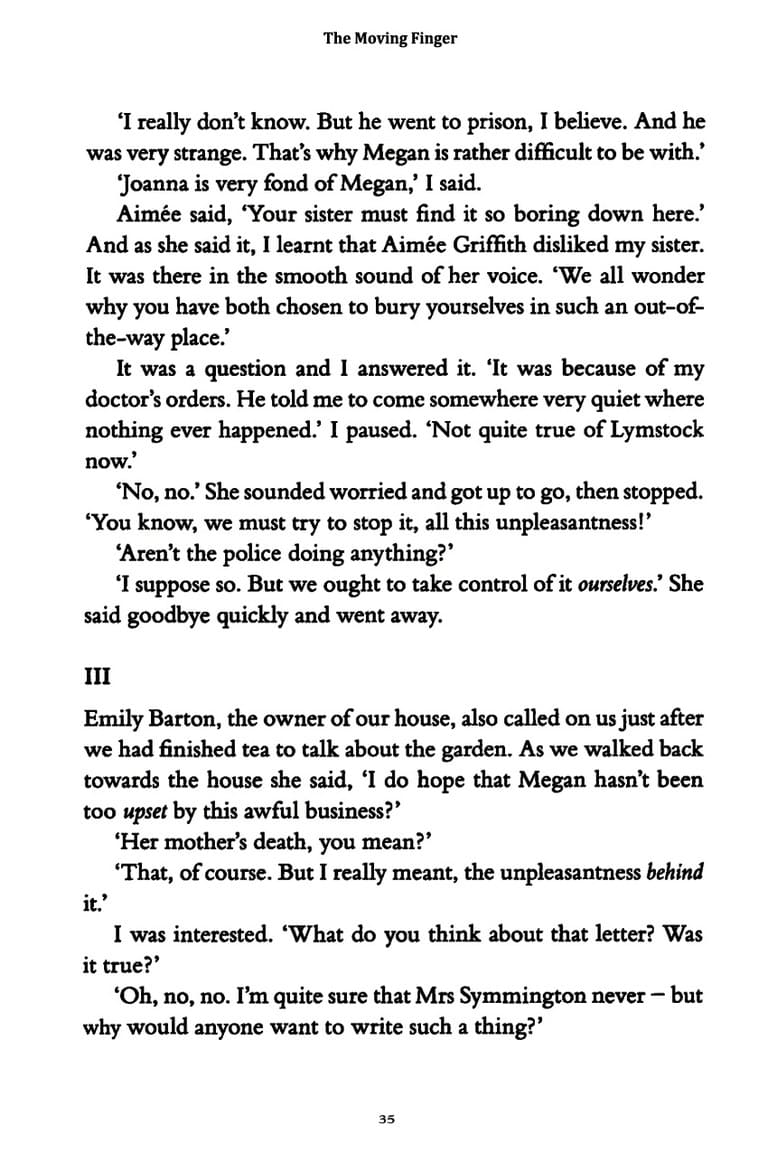 The Moving Finger
‘I really don’t know. But he went to prison, I believe. And he
was very strange. That’s why Megan is rather difficult to be with.’
‘Joanna is very fond of Megan,’ I said.
Aimée said, ‘Your sister must find it so boring down here.’
And as she said it, I learnt that Aimée Griffith disliked my sister.
It was there in the smooth sound of her voice. ‘We all wonder
why you have both chosen to bury yourselves in such an out-of-
the-way place.’
It was a question and I answered it. ‘It was because of my
doctor’s orders. He told me to come somewhere very quiet where
nothing ever happened.’ I paused. ‘Not quite true of Lymstock
now.’
‘No, no.’ She sounded worried and got up to go, then stopped.
‘You know, we must try to stop it, all this unpleasantness!’
‘Aren’t the police doing anything?’
‘I suppose so. But we ought to take control of it ourselves.’ She
said goodbye quickly and went away.
III
Emily Barton, the owner of our house, also called on us just after
we had finished tea to talk about the garden. As we walked back
towards the house she said, ‘I do hope that Megan hasn’t been
too upset by this awful business?’
‘Her mother’s death, you mean?’
‘That, of course. But I really meant, the unpleasantness behind
it.’
I was interested. ‘What do you think about that letter? Was
it true?’
‘Oh, no, no. I’m quite sure that Mrs Symmington never – but
why would anyone want to write such a thing?’
35